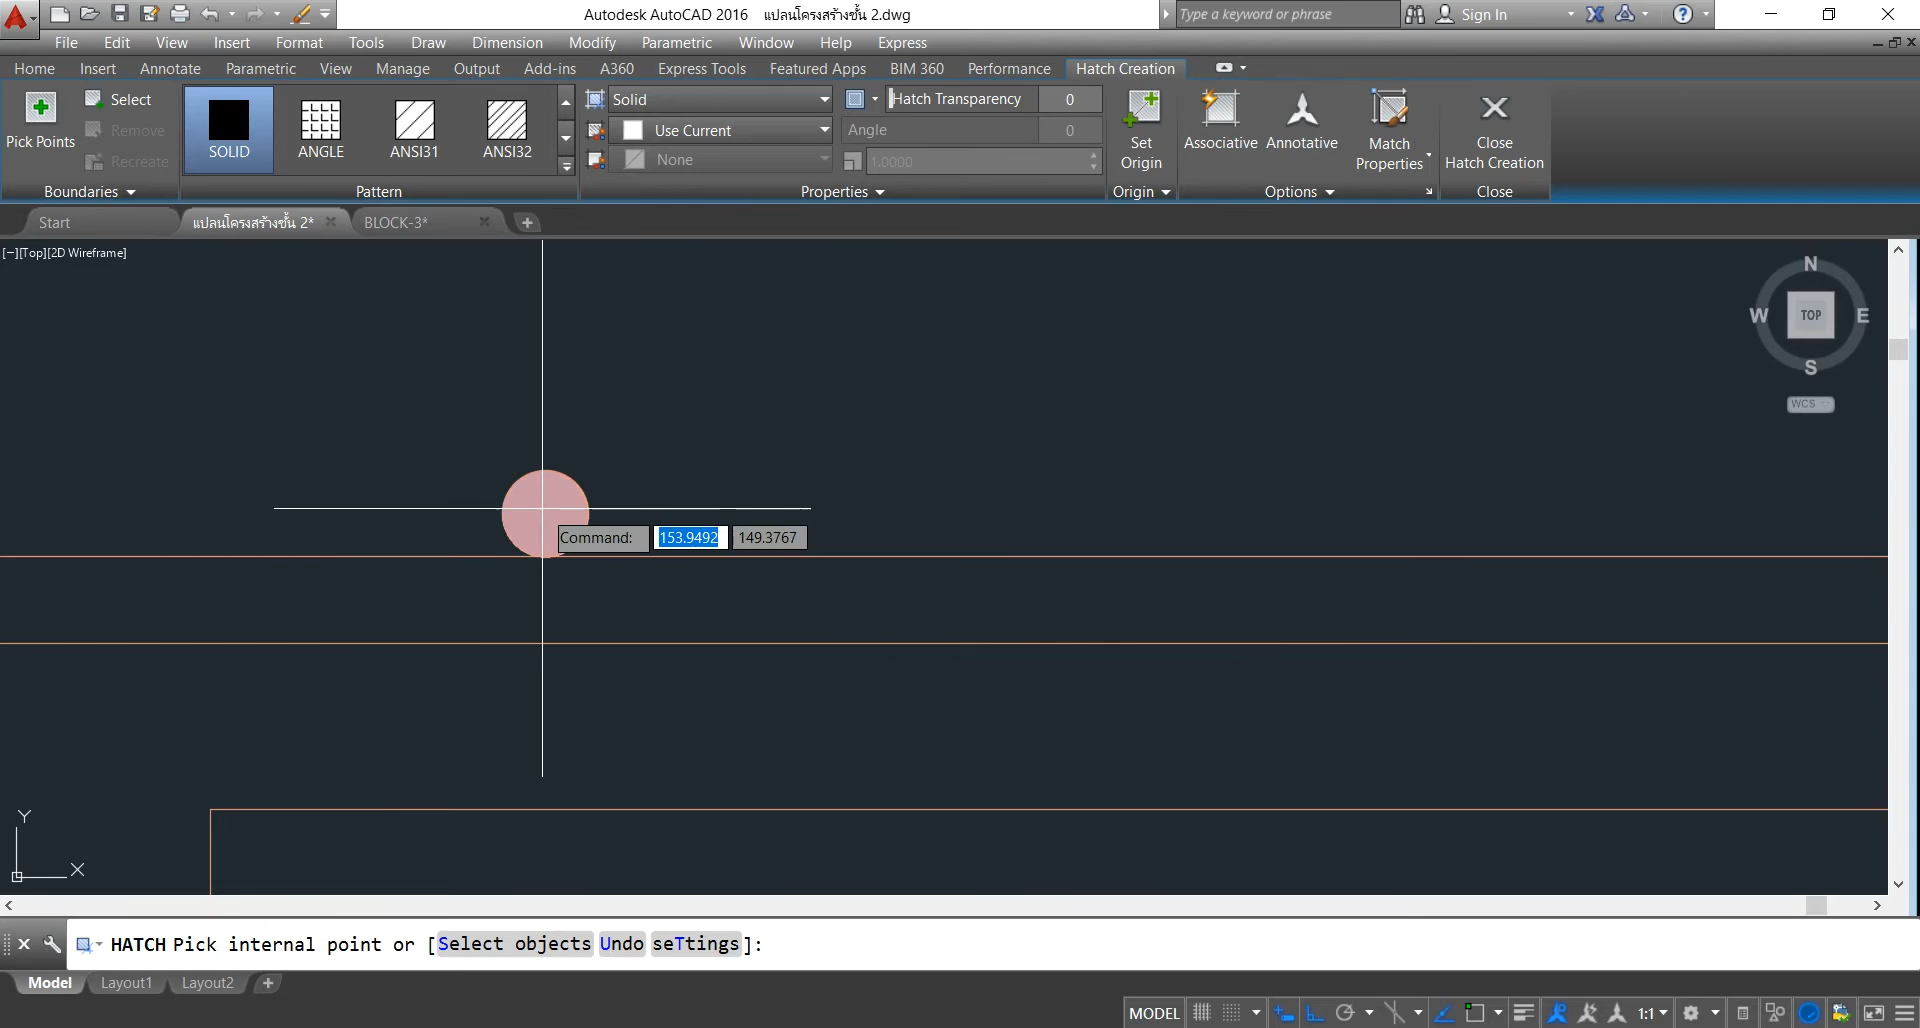 Autodesk AutoCAD 2016 แปลนโครงสร้างชั้น 2.dwg
Type a keyword or phrase
Sign In
File Edit View Insert Format Tools Draw Dimension Modify Parametric Window Help Express
Home Insert Annotate Parametric View Manage Output Add-ins A360 Express Tools Featured Apps BIM 360 Performance Hatch Creation
Pick Points
Select
Remove
Recreate
Boundaries
SOLID ANGLE ANSI31 ANSI32
Pattern
Solid
Use Current
None
Hatch Transparency 0
Angle 0
1.0000
Properties
Set
Origin
Origin
Associative Annotative
Match
Properties
Options
Close
Hatch Creation
Close
Start แปลนโครงสร้างชั้น 2* BLOCK-3*
[−][Top][2D Wireframe]
N
W TOP E
S
WCS
Command: 153.9492 149.3767
Y
X
HATCH Pick internal point or [Select objects Undo seTtings]:
Model Layout1 Layout2
MODEL 1:1